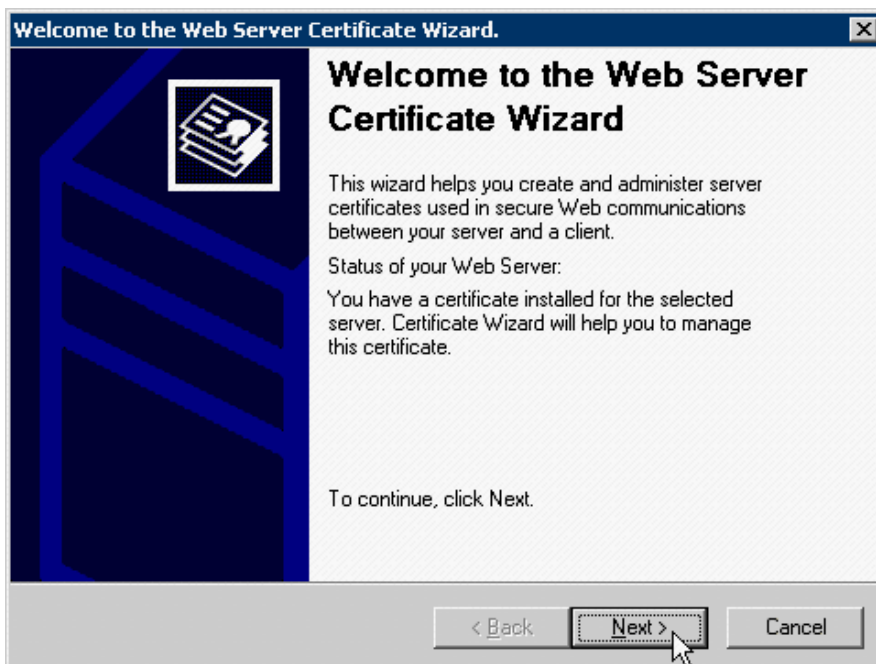 Welcome to the Web Server Certificate Wizard.
Welcome to the Web Server
Certificate Wizard
This wizard helps you create and administer server
certificates used in secure Web communications
between your server and a client.
Status of your Web Server:
You have a certificate installed for the selected
server. Certificate Wizard will help you to manage
this certificate.
To continue, click Next.
< Back
Next >
Cancel